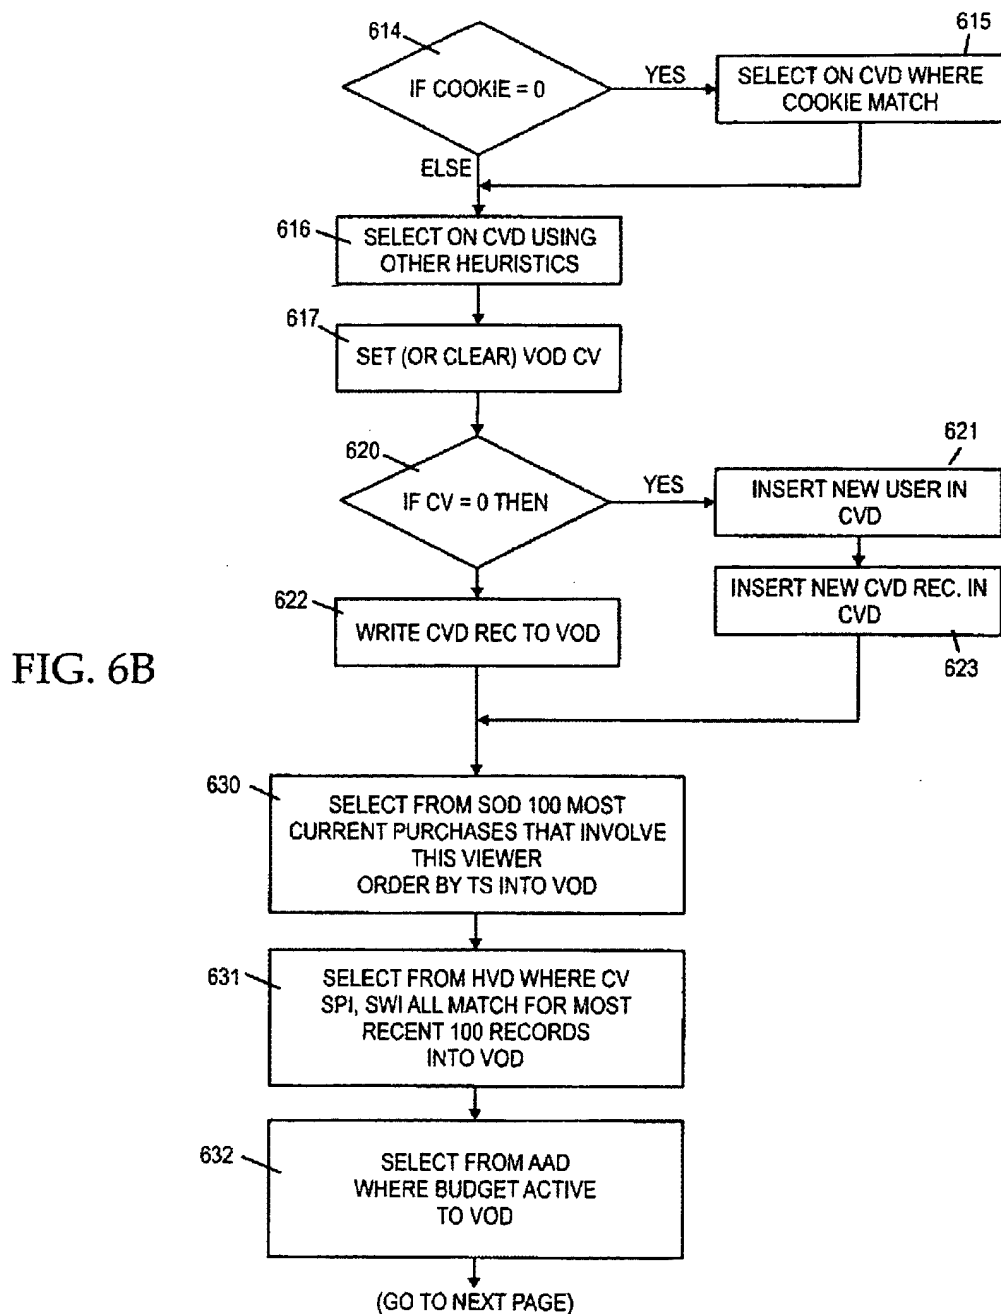 614
IF COOKIE = 0
YES
615
SELECT ON CVD WHERE
COOKIE MATCH
ELSE
616
SELECT ON CVD USING
OTHER HEURISTICS
617
SET (OR CLEAR) VOD CV
620
IF CV = 0 THEN
YES
621
INSERT NEW USER IN
CVD
622
WRITE CVD REC TO VOD
INSERT NEW CVD REC. IN
CVD
623
FIG. 6B
630
SELECT FROM SOD 100 MOST
CURRENT PURCHASES THAT INVOLVE
THIS VIEWER
ORDER BY TS INTO VOD
631
SELECT FROM HVD WHERE CV
SPI, SWI ALL MATCH FOR MOST
RECENT 100 RECORDS
INTO VOD
632
SELECT FROM AAD
WHERE BUDGET ACTIVE
TO VOD
(GO TO NEXT PAGE)